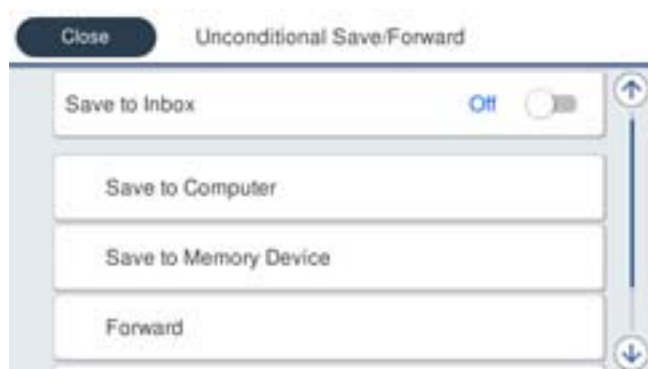 Close
Unconditional Save/Forward
Save to Inbox
Off
Save to Computer
Save to Memory Device
Forward